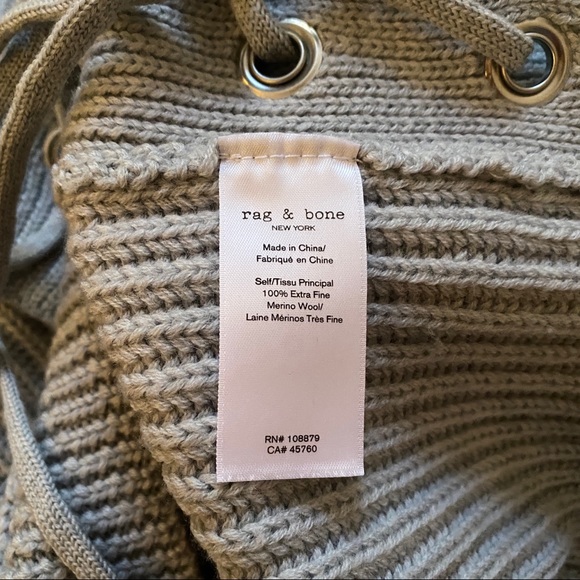 rag & bone
NEW YORK
Made in China/
Fabriqué en Chine
Self/Tissu Principal
100% Extra Fine
Merino Wool/
Laine Mérinos Très Fine
RN# 108879
CA# 45760